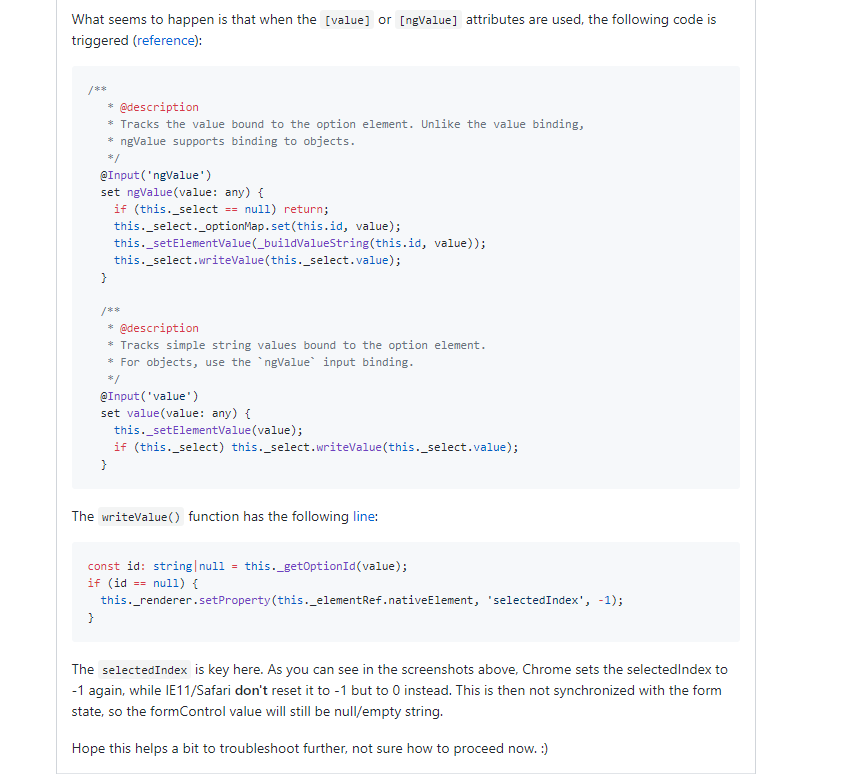 What seems to happen is that when the [value] or [ngValue] attributes are used, the following code is
triggered (reference):
/**
* @description
* Tracks the value bound to the option element. Unlike the value binding,
* ngValue supports binding to objects.
*/
@Input('ngValue')
set ngValue(value: any) {
if (this._select == null) return;
this._select._optionMap.set(this.id, value);
this._setElementValue(_buildValueString(this.id, value));
this._select.writeValue(this._select.value);
}
/**
* @description
* Tracks simple string values bound to the option element.
* For objects, use the `ngValue` input binding.
*/
@Input('value')
set value(value: any) {
this._setElementValue(value);
if (this._select) this._select.writeValue(this._select.value);
}
The writeValue() function has the following line:
const id: string|null = this._getOptionId(value);
if (id == null) {
this._renderer.setProperty(this._elementRef.nativeElement, 'selectedIndex', -1);
}
The selectedIndex is key here. As you can see in the screenshots above, Chrome sets the selectedIndex to
-1 again, while IE11/Safari don't reset it to -1 but to 0 instead. This is then not synchronized with the form
state, so the formControl value will still be null/empty string.
Hope this helps a bit to troubleshoot further, not sure how to proceed now. :)